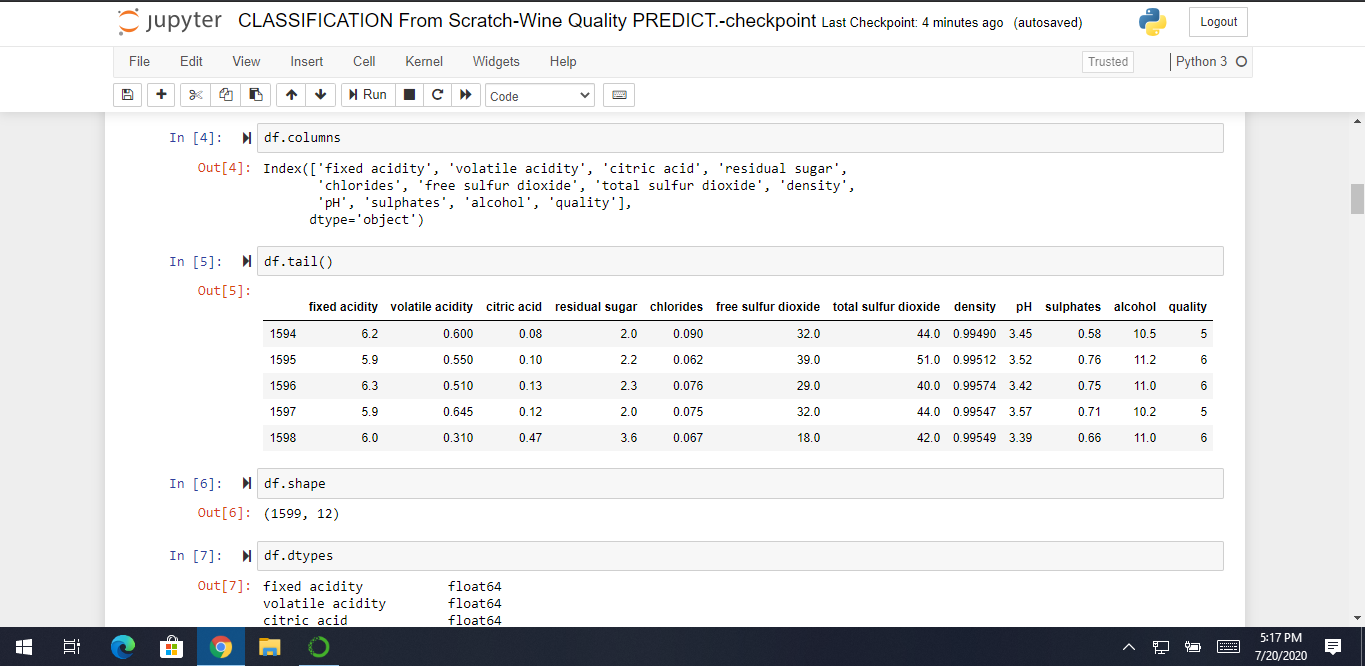 jupyter CLASSIFICATION From Scratch-Wine Quality PREDICT.-checkpoint Last Checkpoint: 4 minutes ago (autosaved) Logout
File Edit View Insert Cell Kernel Widgets Help Trusted Python 3
Run Code
In [4]: df.columns
Out[4]: Index(['fixed acidity', 'volatile acidity', 'citric acid', 'residual sugar',
'chlorides', 'free sulfur dioxide', 'total sulfur dioxide', 'density',
'pH', 'sulphates', 'alcohol', 'quality'],
dtype='object')
In [5]: df.tail()
Out[5]:
fixed acidity volatile acidity citric acid residual sugar chlorides free sulfur dioxide total sulfur dioxide density pH sulphates alcohol quality
1594 6.2 0.600 0.08 2.0 0.090 32.0 44.0 0.99490 3.45 0.58 10.5 5
1595 5.9 0.550 0.10 2.2 0.062 39.0 51.0 0.99512 3.52 0.76 11.2 6
1596 6.3 0.510 0.13 2.3 0.076 29.0 40.0 0.99574 3.42 0.75 11.0 6
1597 5.9 0.645 0.12 2.0 0.075 32.0 44.0 0.99547 3.57 0.71 10.2 5
1598 6.0 0.310 0.47 3.6 0.067 18.0 42.0 0.99549 3.39 0.66 11.0 6
In [6]: df.shape
Out[6]: (1599, 12)
In [7]: df.dtypes
Out[7]: fixed acidity float64
volatile acidity float64
citric acid float64
5:17 PM
7/20/2020